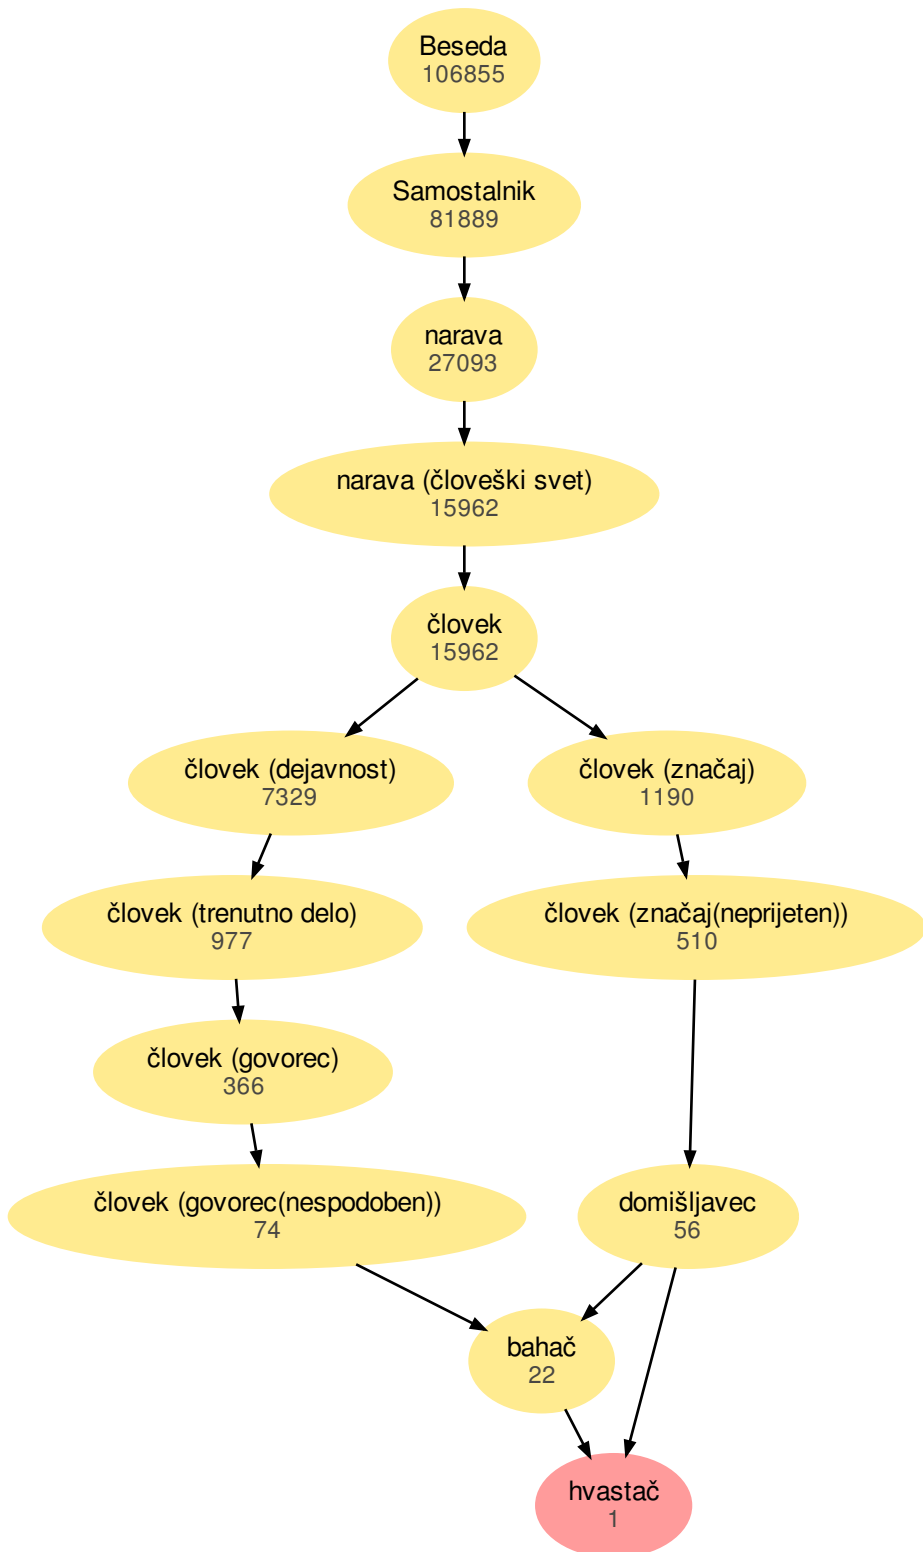 Beseda
106855
Samostalnik
81889
narava
27093
narava (človeški svet)
15962
človek
15962
človek (dejavnost)
7329
človek (značaj)
1190
človek (trenutno delo)
977
človek (značaj(neprijeten))
510
človek (govorec)
366
človek (govorec(nespodoben))
74
domišljavec
56
bahač
22
hvastač
1